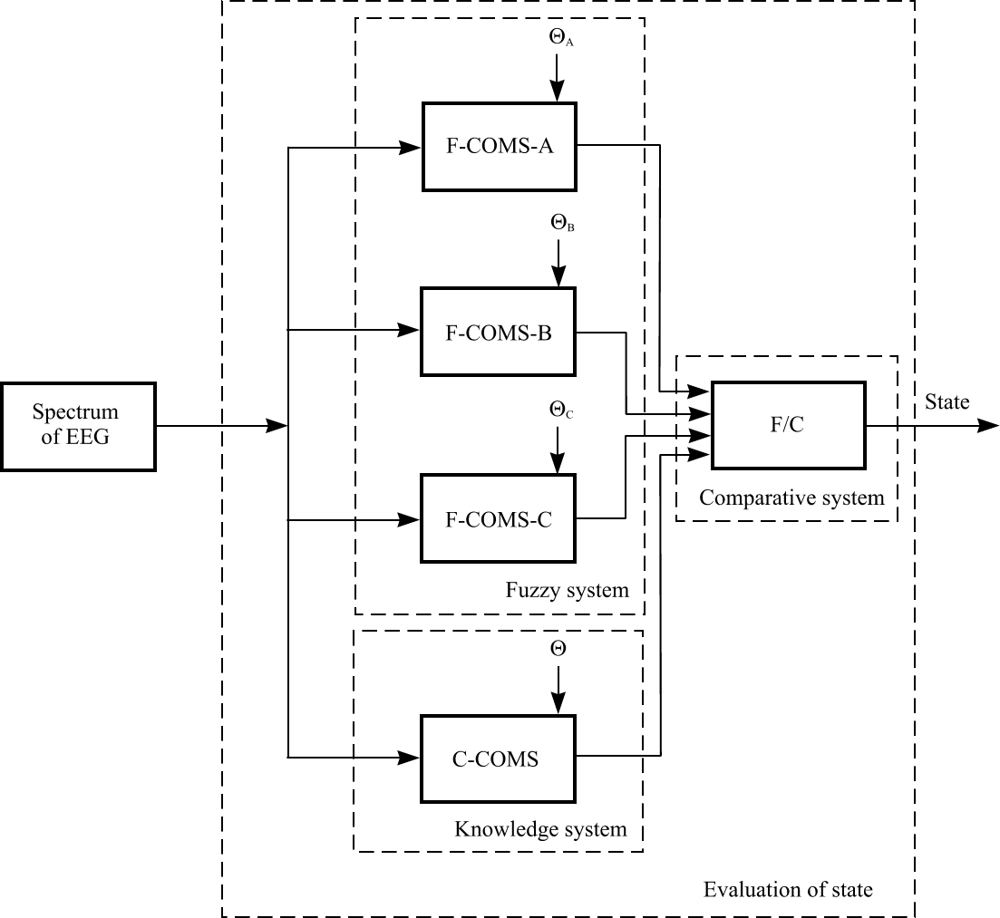 ΘA
F-COMS-A
ΘB
F-COMS-B
ΘC
F-COMS-C
Fuzzy system
Spectrum
of EEG
F/C
Comparative system
State
Θ
C-COMS
Knowledge system
Evaluation of state